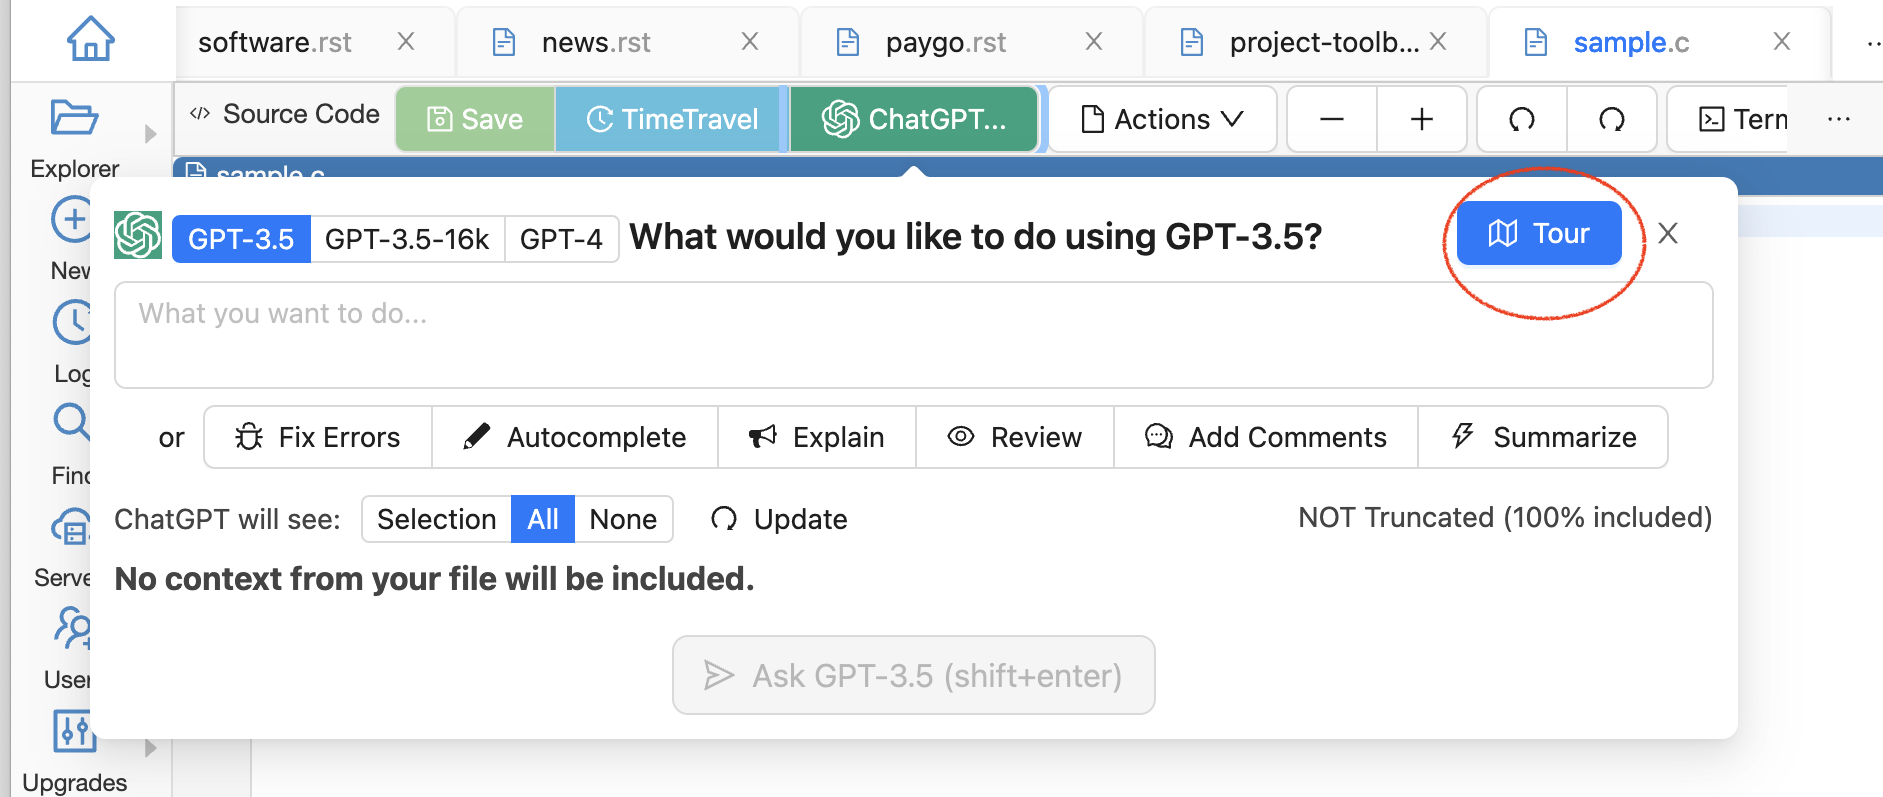 software.rst
news.rst
paygo.rst
project-toolb...
sample.c
</> Source Code
Save
TimeTravel
ChatGPT...
Actions
Term
...
Explorer
sample.c
GPT-3.5
GPT-3.5-16k
GPT-4
What would you like to do using GPT-3.5?
Tour
New
What you want to do...
Log
or
Fix Errors
Autocomplete
Explain
Review
Add Comments
Summarize
Find
ChatGPT will see:
Selection
All
None
Update
NOT Truncated (100% included)
Serve
No context from your file will be included.
User
Ask GPT-3.5 (shift+enter)
Upgrades